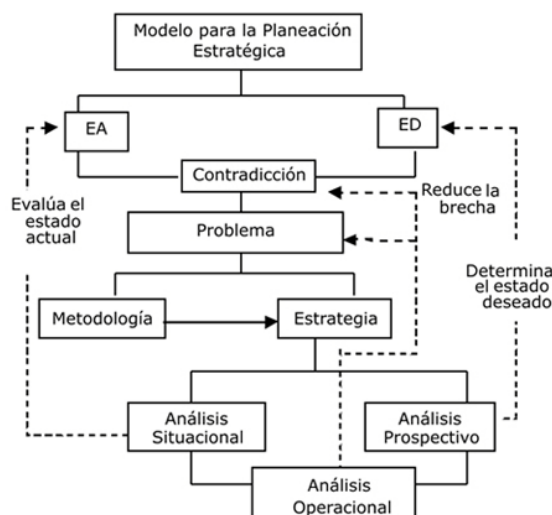 Modelo para la Planeación
Estratégica
EA
ED
Contradicción
Evalúa el
estado
actual
Reduce la
brecha
Problema
Determina
el estado
deseado
Metodología
Estrategia
Análisis
Situacional
Análisis
Prospectivo
Análisis
Operacional